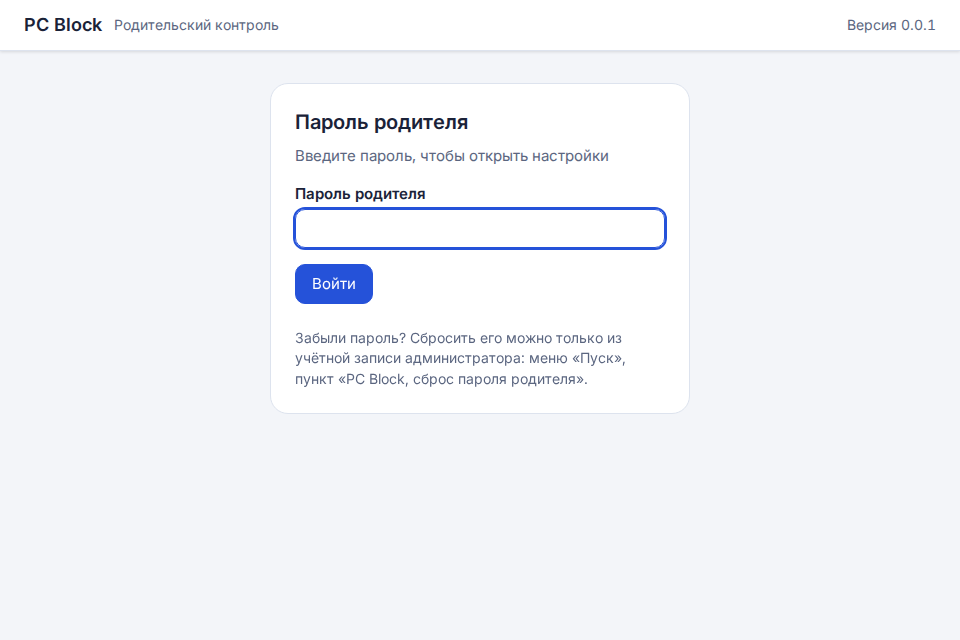 PC Block Родительский контроль Версия 0.0.1
Пароль родителя
Введите пароль, чтобы открыть настройки
Пароль родителя
Войти
Забыли пароль? Сбросить его можно только из
учётной записи администратора: меню «Пуск»,
пункт «PC Block, сброс пароля родителя».